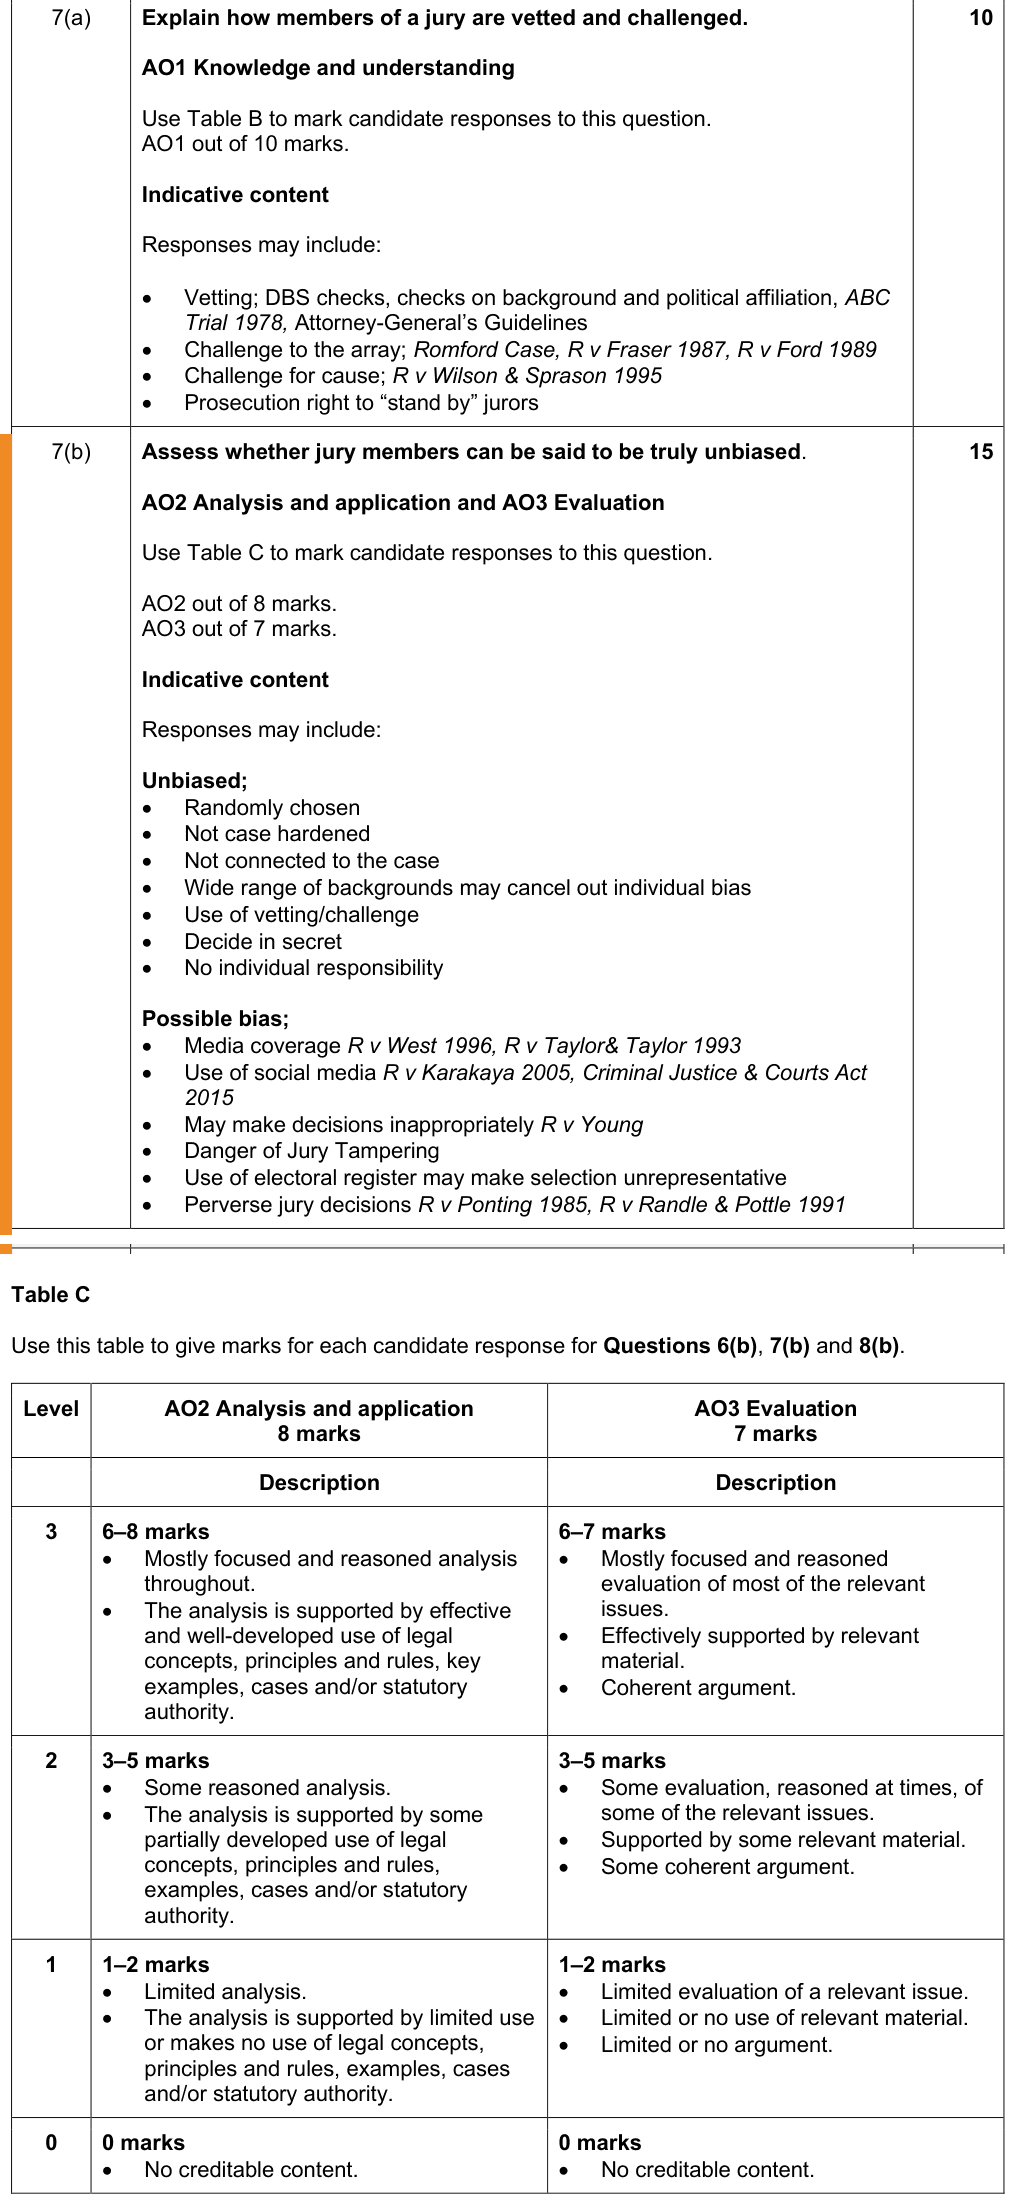 7(a) Explain how members of a jury are vetted and challenged. 10
AO1 Knowledge and understanding
Use Table B to mark candidate responses to this question.
AO1 out of 10 marks.
Indicative content
Responses may include:
• Vetting; DBS checks, checks on background and political affiliation, ABC
Trial 1978, Attorney-General’s Guidelines
• Challenge to the array; Romford Case, R v Fraser 1987, R v Ford 1989
• Challenge for cause; R v Wilson & Sprason 1995
• Prosecution right to “stand by” jurors
7(b) Assess whether jury members can be said to be truly unbiased. 15
AO2 Analysis and application and AO3 Evaluation
Use Table C to mark candidate responses to this question.
AO2 out of 8 marks.
AO3 out of 7 marks.
Indicative content
Responses may include:
Unbiased;
• Randomly chosen
• Not case hardened
• Not connected to the case
• Wide range of backgrounds may cancel out individual bias
• Use of vetting/challenge
• Decide in secret
• No individual responsibility
Possible bias;
• Media coverage R v West 1996, R v Taylor& Taylor 1993
• Use of social media R v Karakaya 2005, Criminal Justice & Courts Act
2015
• May make decisions inappropriately R v Young
• Danger of Jury Tampering
• Use of electoral register may make selection unrepresentative
• Perverse jury decisions R v Ponting 1985, R v Randle & Pottle 1991
Table C
Use this table to give marks for each candidate response for Questions 6(b), 7(b) and 8(b).
Level
AO2 Analysis and application
8 marks
AO3 Evaluation
7 marks
Description
Description
3
6–8 marks
• Mostly focused and reasoned analysis
throughout.
• The analysis is supported by effective
and well-developed use of legal
concepts, principles and rules, key
examples, cases and/or statutory
authority.
6–7 marks
• Mostly focused and reasoned
evaluation of most of the relevant
issues.
• Effectively supported by relevant
material.
• Coherent argument.
2
3–5 marks
• Some reasoned analysis.
• The analysis is supported by some
partially developed use of legal
concepts, principles and rules,
examples, cases and/or statutory
authority.
3–5 marks
• Some evaluation, reasoned at times, of
some of the relevant issues.
• Supported by some relevant material.
• Some coherent argument.
1
1–2 marks
• Limited analysis.
• The analysis is supported by limited use
or makes no use of legal concepts,
principles and rules, examples, cases
and/or statutory authority.
1–2 marks
• Limited evaluation of a relevant issue.
• Limited or no use of relevant material.
• Limited or no argument.
0
0 marks
• No creditable content.
0 marks
• No creditable content.